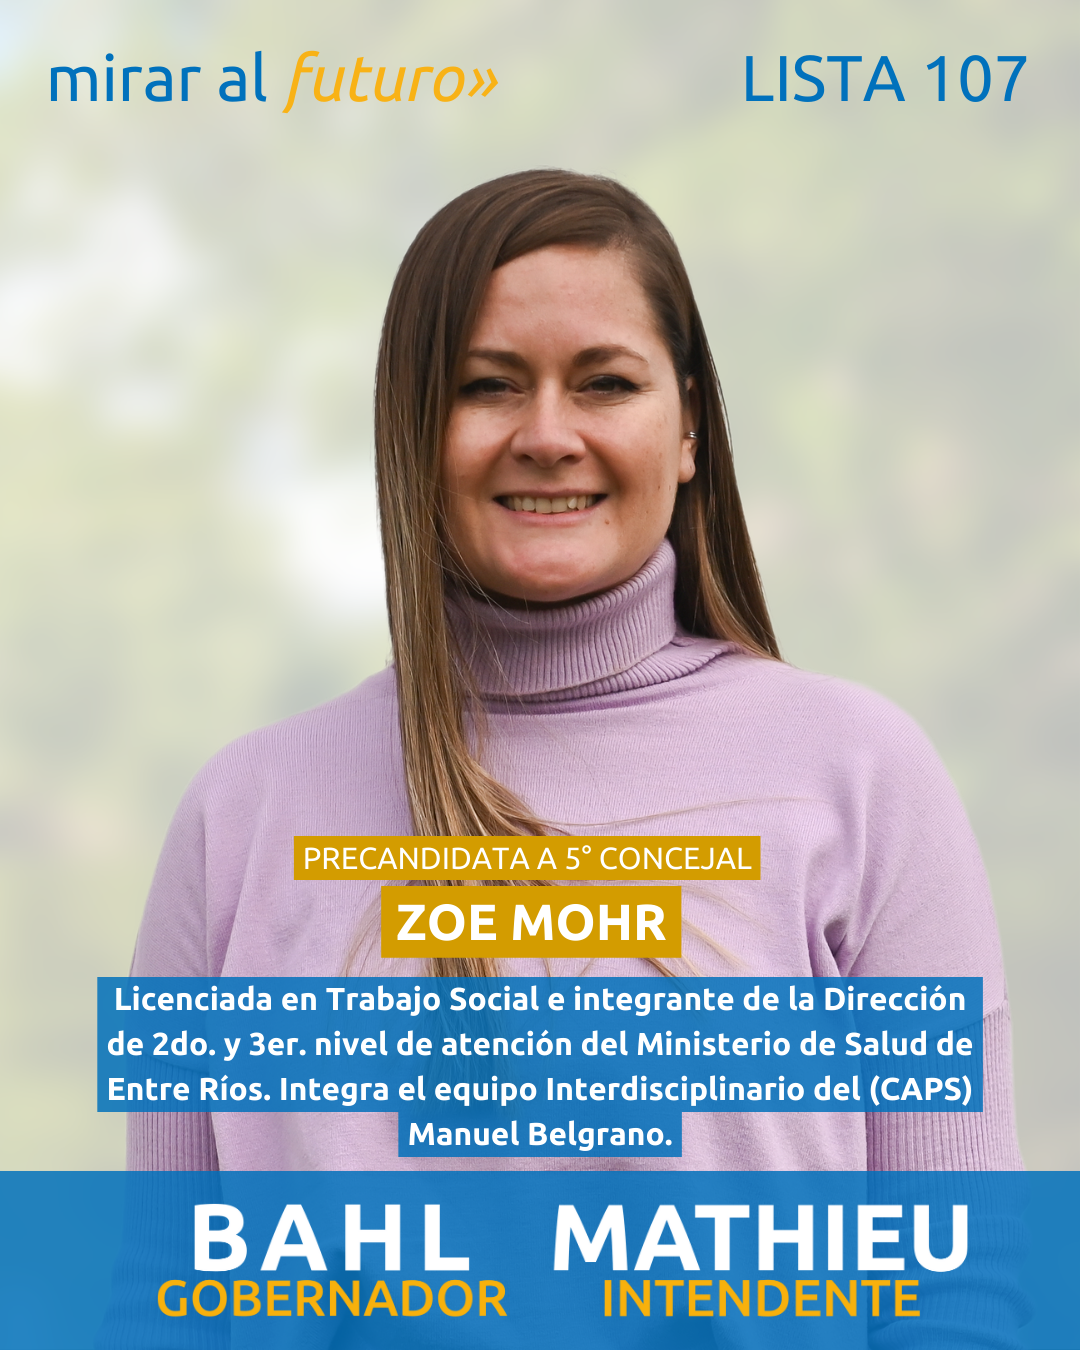 mirar al futuro»
LISTA 107
PRECANDIDATA A 5° CONCEJAL
ZOE MOHR
Licenciada en Trabajo Social e integrante de la Dirección
de 2do. y 3er. nivel de atención del Ministerio de Salud de
Entre Ríos. Integra el equipo Interdisciplinario del (CAPS)
Manuel Belgrano.
BAHL
GOBERNADOR
MATHIEU
INTENDENTE